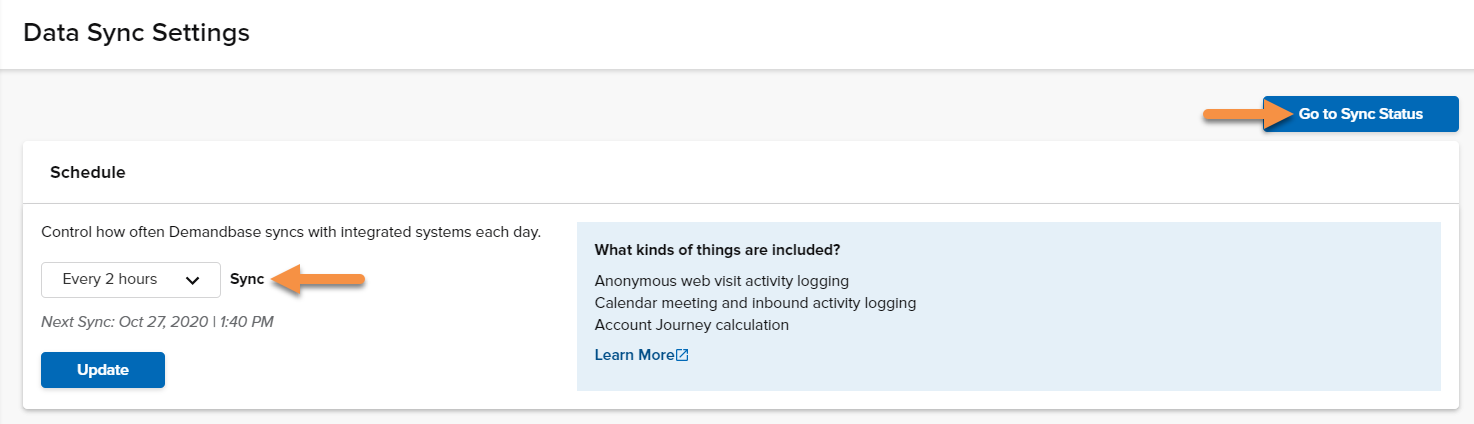 Data Sync Settings
Go to Sync Status
Schedule
Control how often Demandbase syncs with integrated systems each day.
Every 2 hours Sync
Next Sync: Oct 27, 2020 | 1:40 PM
Update
What kinds of things are included?
Anonymous web visit activity logging
Calendar meeting and inbound activity logging
Account Journey calculation
Learn More